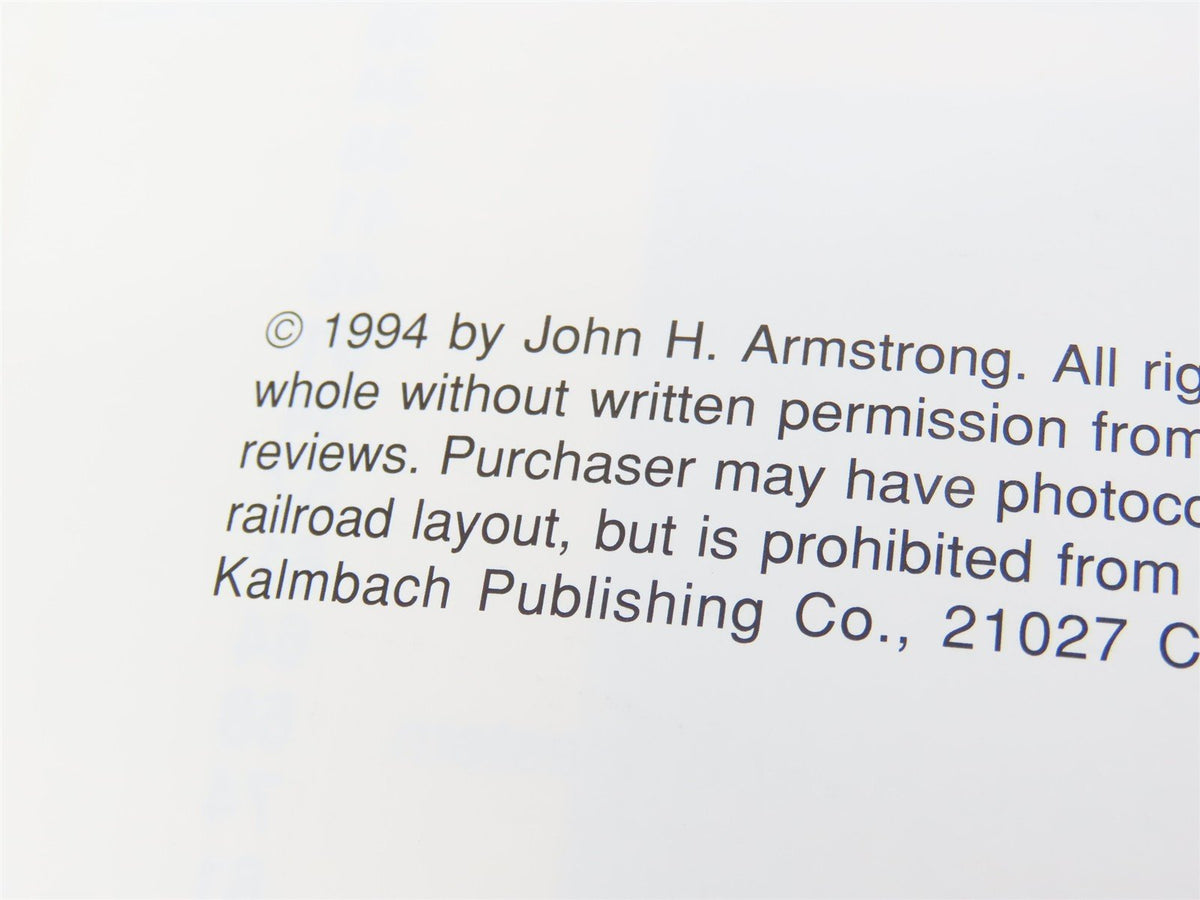 © 1994 by John H. Armstrong. All rig
whole without written permission from
reviews. Purchaser may have photoco
railroad layout, but is prohibited from
Kalmbach Publishing Co., 21027 C